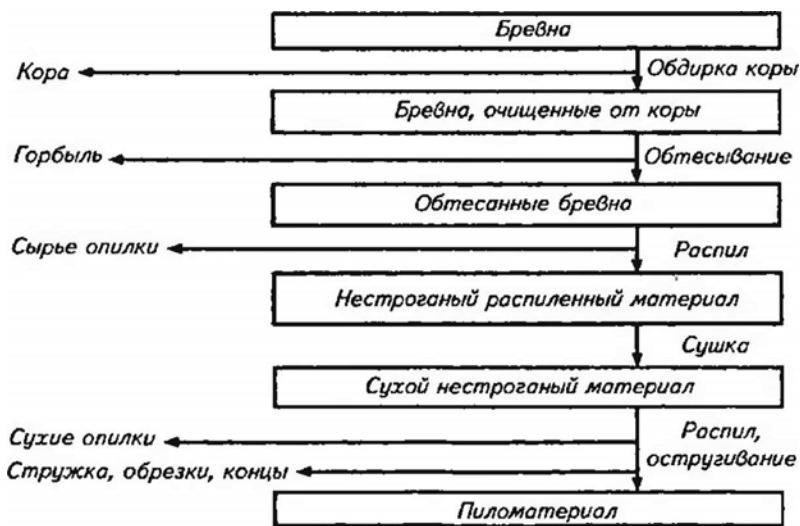 Бревна
Кора
Обдирка коры
Бревна, очищенные от коры
Горбыль
Обтесывание
Обтесанные бревна
Сырье опилки
Распил
Нестроганый распиленный материал
Сушка
Сухой нестроганый материал
Сухие опилки
Распил,
остругивание
Стружка, обрезки, концы
Пиломатериал